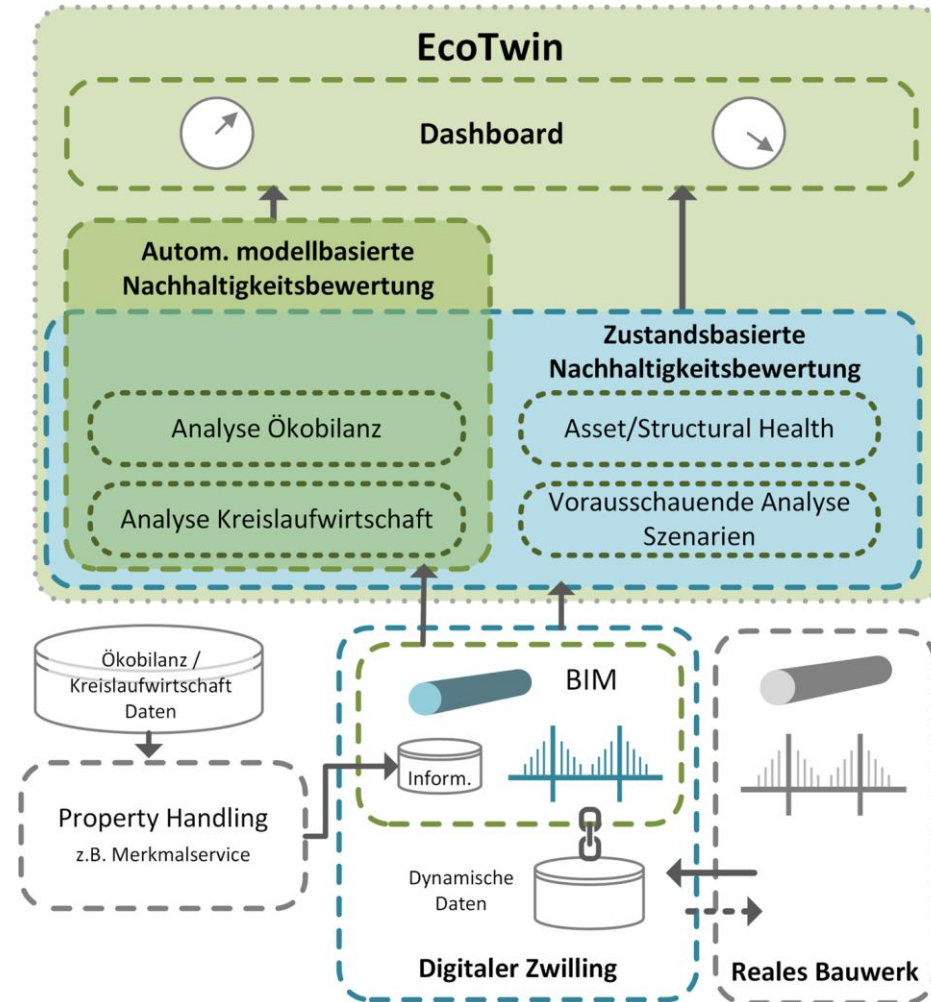 EcoTwin
Dashboard
Autom. modellbasierte
Nachhaltigkeitsbewertung
Zustandsbasierte
Nachhaltigkeitsbewertung
Analyse Ökobilanz
Asset/Structural Health
Analyse Kreislaufwirtschaft
Vorausschauende Analyse
Szenarien
Ökobilanz /
Kreislaufwirtschaft
Daten
BIM
Inform.
Property Handling
z.B. Merkmalservice
Dynamische
Daten
Digitaler Zwilling
Reales Bauwerk